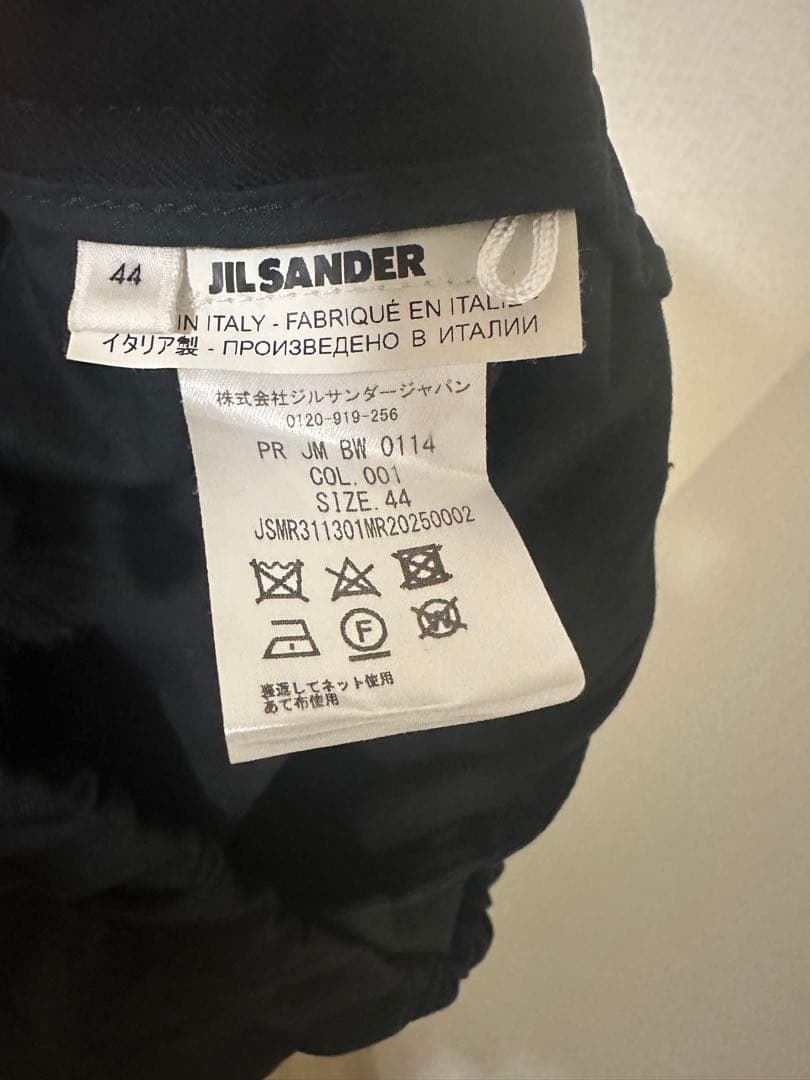 44
JIL SANDER
IN ITALY - FABRIQUÉ EN ITALIE
イタリア製 - ПРОИЗВЕДЕНО В ИТАЛИИ
株式会社ジルサンダージャパン
0120-919-256
PR JM BW 0114
COL. 001
SIZE. 44
JSMR311301MR20250002
F
W
裏返してネット使用
あて布使用